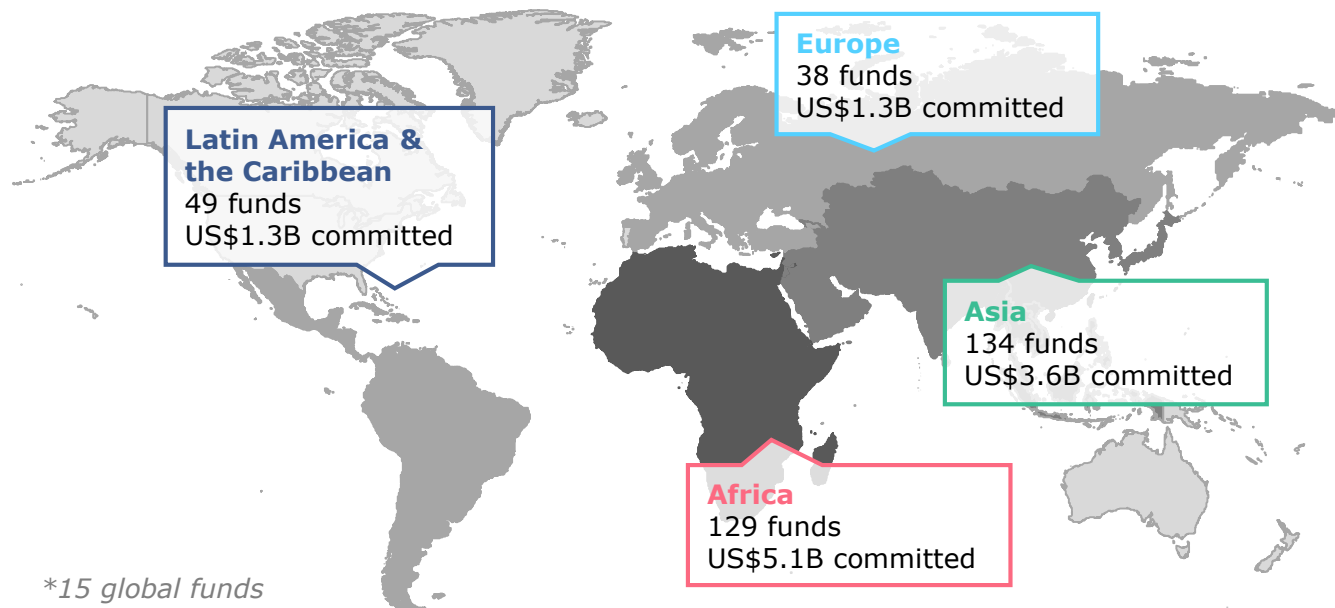 Europe
38 funds
US$1.3B committed
Latin America &
the Caribbean
49 funds
US$1.3B committed
Asia
134 funds
US$3.6B committed
Africa
129 funds
US$5.1B committed
*15 global funds